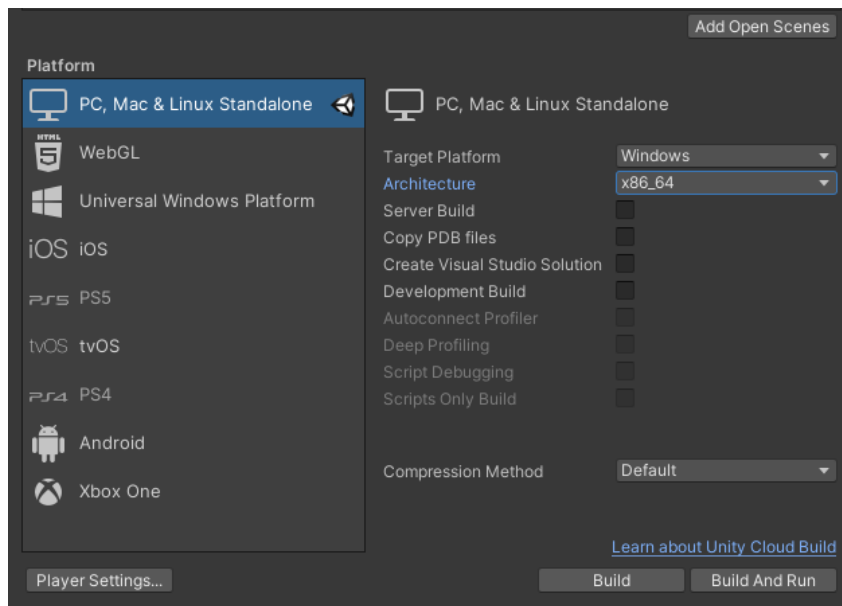 Add Open Scenes
Platform
PC, Mac & Linux Standalone
HTML
5
WebGL
Universal Windows Platform
iOS iOS
PS5 PS5
tvOS tvOS
PS4 PS4
Android
Xbox One
PC, Mac & Linux Standalone
Target Platform Windows
Architecture x86_64
Server Build
Copy PDB files
Create Visual Studio Solution
Development Build
Autoconnect Profiler
Deep Profiling
Script Debugging
Scripts Only Build
Compression Method Default
Learn about Unity Cloud Build
Player Settings... Build Build And Run